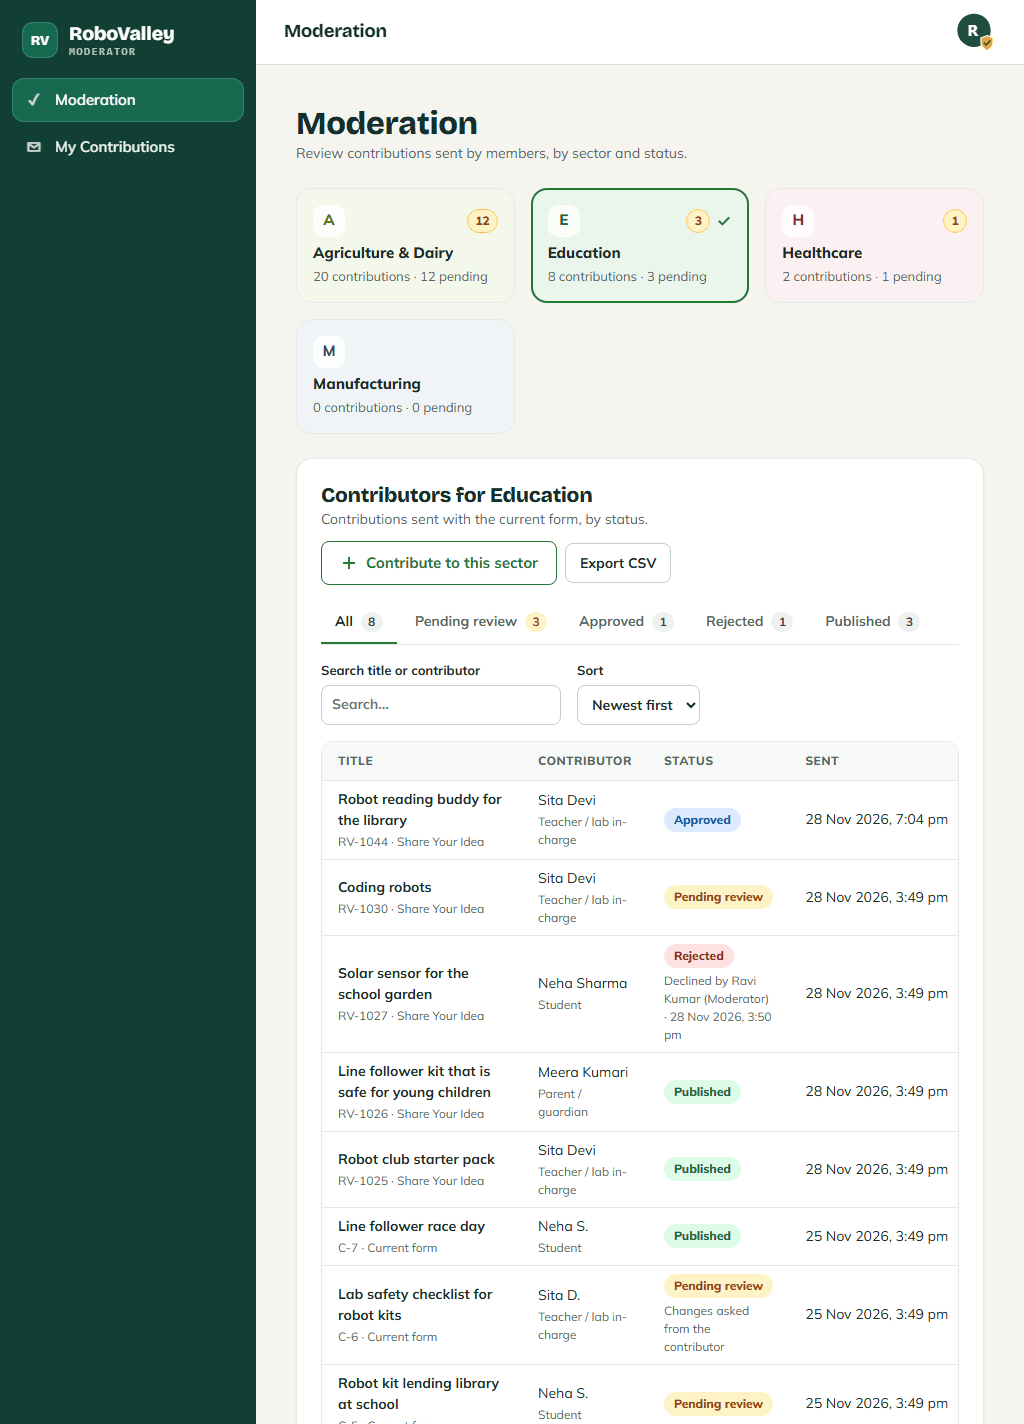 RV
RoboValley
MODERATOR
Moderation
My Contributions
Moderation
R
Moderation
Review contributions sent by members, by sector and status.
A
12
Agriculture & Dairy
20 contributions · 12 pending
E
3
Education
8 contributions · 3 pending
H
1
Healthcare
2 contributions · 1 pending
M
Manufacturing
0 contributions · 0 pending
Contributors for Education
Contributions sent with the current form, by status.
+ Contribute to this sector
Export CSV
All 8
Pending review 3
Approved 1
Rejected 1
Published 3
Search title or contributor
Sort
Search...
Newest first
TITLE
CONTRIBUTOR
STATUS
SENT
Robot reading buddy for
the library
RV-1044 · Share Your Idea
Sita Devi
Teacher / lab in-
charge
Approved
28 Nov 2026, 7:04 pm
Coding robots
RV-1030 · Share Your Idea
Sita Devi
Teacher / lab in-
charge
Pending review
28 Nov 2026, 3:49 pm
Solar sensor for the
school garden
RV-1027 · Share Your Idea
Neha Sharma
Student
Rejected
Declined by Ravi
Kumar (Moderator)
· 28 Nov 2026, 3:50
pm
28 Nov 2026, 3:49 pm
Line follower kit that is
safe for young children
RV-1026 · Share Your Idea
Meera Kumari
Parent /
guardian
Published
28 Nov 2026, 3:49 pm
Robot club starter pack
RV-1025 · Share Your Idea
Sita Devi
Teacher / lab in-
charge
Published
28 Nov 2026, 3:49 pm
Line follower race day
C-7 · Current form
Neha S.
Student
Published
25 Nov 2026, 3:49 pm
Lab safety checklist for
robot kits
C-6 · Current form
Sita D.
Teacher / lab in-
charge
Pending review
Changes asked
from the
contributor
25 Nov 2026, 3:49 pm
Robot kit lending library
at school
Neha S.
Student
Pending review
25 Nov 2026, 3:49 pm